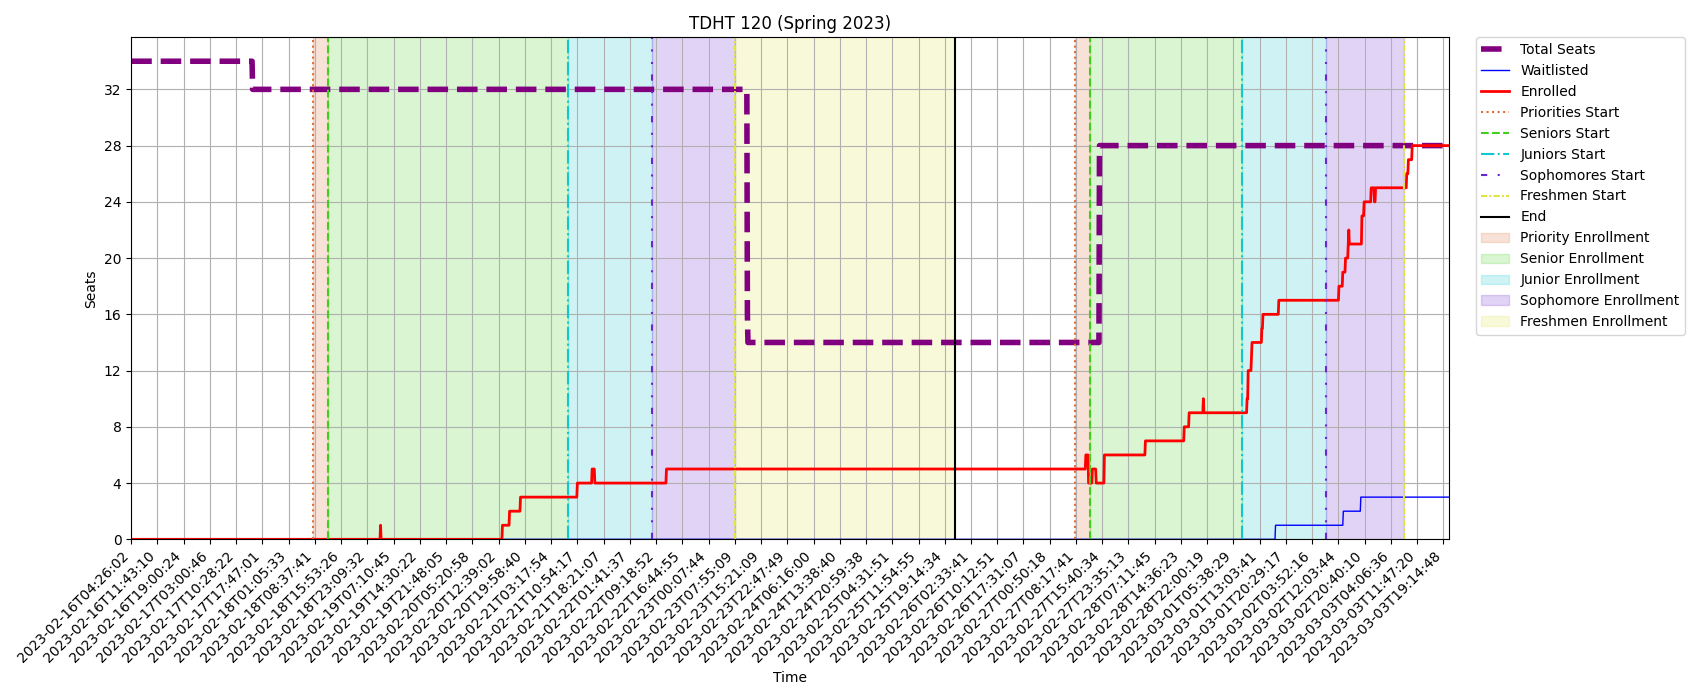 TDHT 120 (Spring 2023)
Total Seats
Waitlisted
Enrolled
Priorities Start
Seniors Start
Juniors Start
Sophomores Start
Freshmen Start
End
Priority Enrollment
Senior Enrollment
Junior Enrollment
Sophomore Enrollment
Freshmen Enrollment
Seats
32
28
24
20
16
12
8
4
0
2023-02-16T04:26:02
2023-02-16T11:43:10
2023-02-16T19:00:24
2023-02-17T03:00:46
2023-02-17T10:28:22
2023-02-17T17:47:01
2023-02-18T01:05:33
2023-02-18T08:37:41
2023-02-18T15:53:26
2023-02-18T23:09:32
2023-02-19T07:10:45
2023-02-19T14:30:22
2023-02-19T21:48:05
2023-02-20T05:20:58
2023-02-20T12:39:02
2023-02-20T19:58:40
2023-02-21T03:17:54
2023-02-21T10:54:17
2023-02-21T18:21:07
2023-02-22T01:41:37
2023-02-22T09:18:52
2023-02-22T16:44:55
2023-02-23T00:07:44
2023-02-23T07:55:09
2023-02-23T15:21:09
2023-02-23T22:47:49
2023-02-24T06:16:00
2023-02-24T13:38:40
2023-02-24T20:59:38
2023-02-25T04:31:51
2023-02-25T11:54:55
2023-02-25T19:14:34
2023-02-26T02:33:41
2023-02-26T10:12:51
2023-02-26T17:31:07
2023-02-27T00:50:18
2023-02-27T08:17:41
2023-02-27T15:40:34
2023-02-27T23:35:13
2023-02-28T07:11:45
2023-02-28T14:36:23
2023-02-28T22:00:19
2023-03-01T05:38:29
2023-03-01T13:03:41
2023-03-01T20:29:17
2023-03-02T03:52:16
2023-03-02T12:03:44
2023-03-02T20:40:10
2023-03-03T04:06:36
2023-03-03T11:47:20
2023-03-03T19:14:48
Time